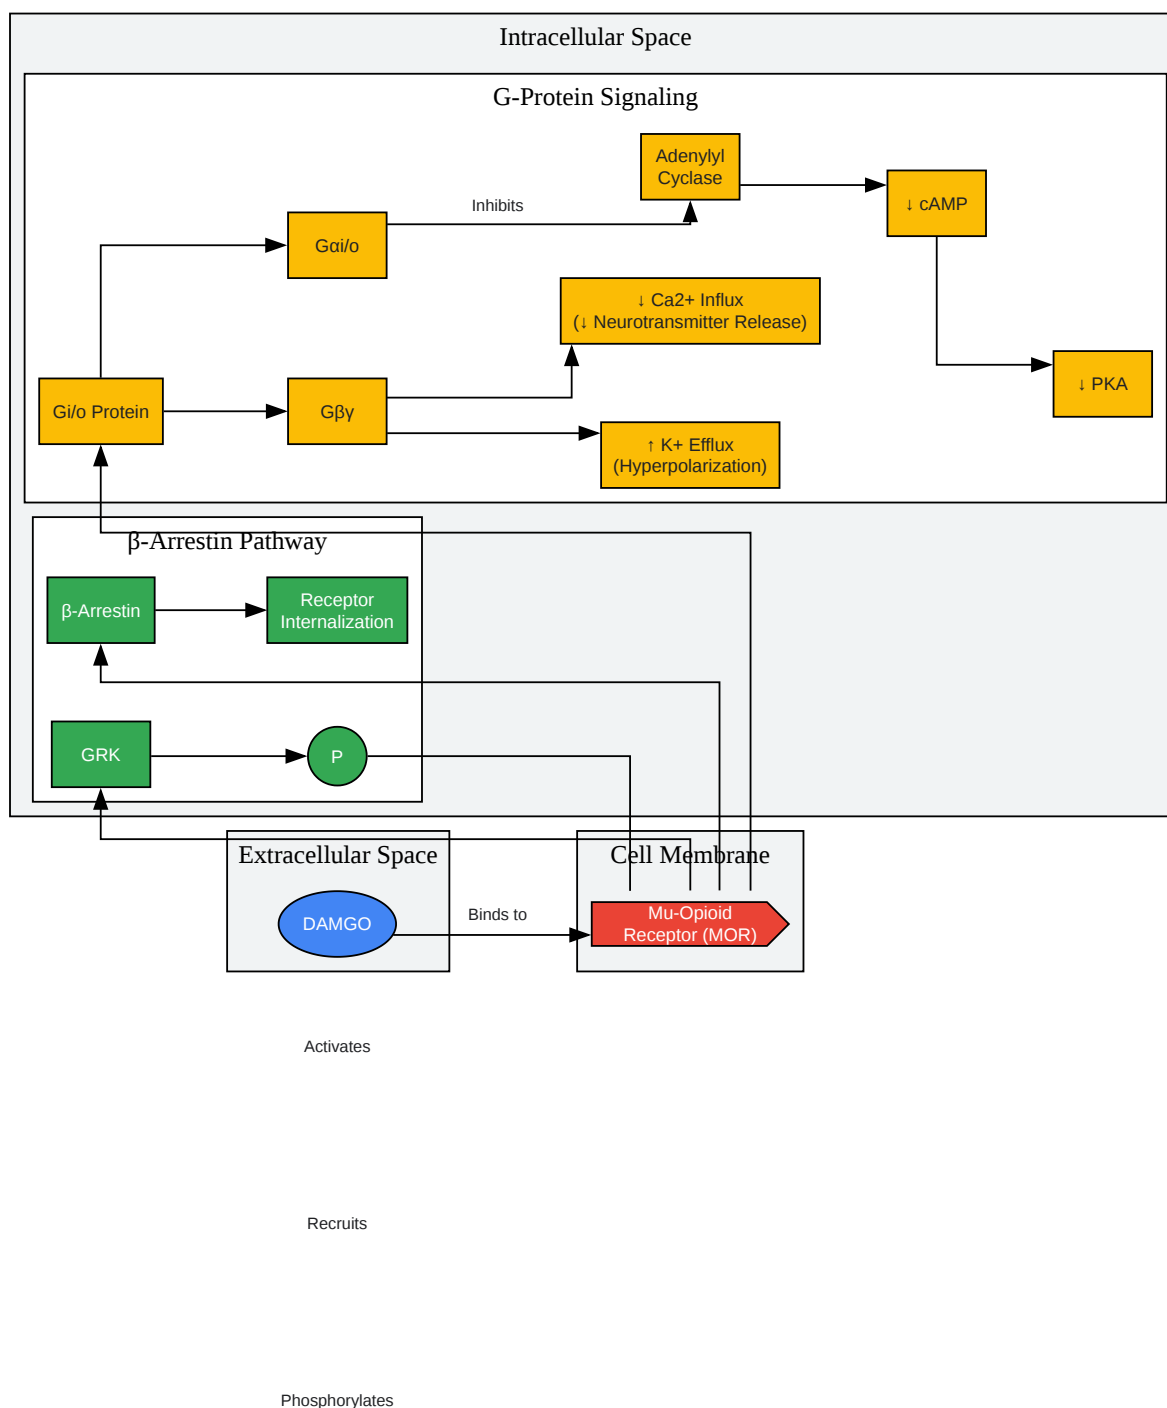 Intracellular Space
G-Protein Signaling
Adenylyl
Cyclase
↓ cAMP
Inhibits
Gαi/o
↓ Ca2+ Influx
(↓ Neurotransmitter Release)
↓ PKA
Gi/o Protein
Gβγ
↑ K+ Efflux
(Hyperpolarization)
β-Arrestin Pathway
β-Arrestin
Receptor
Internalization
GRK
P
Extracellular Space
Cell Membrane
DAMGO
Binds to
Mu-Opioid
Receptor (MOR)
Activates
Recruits
Phosphorylates